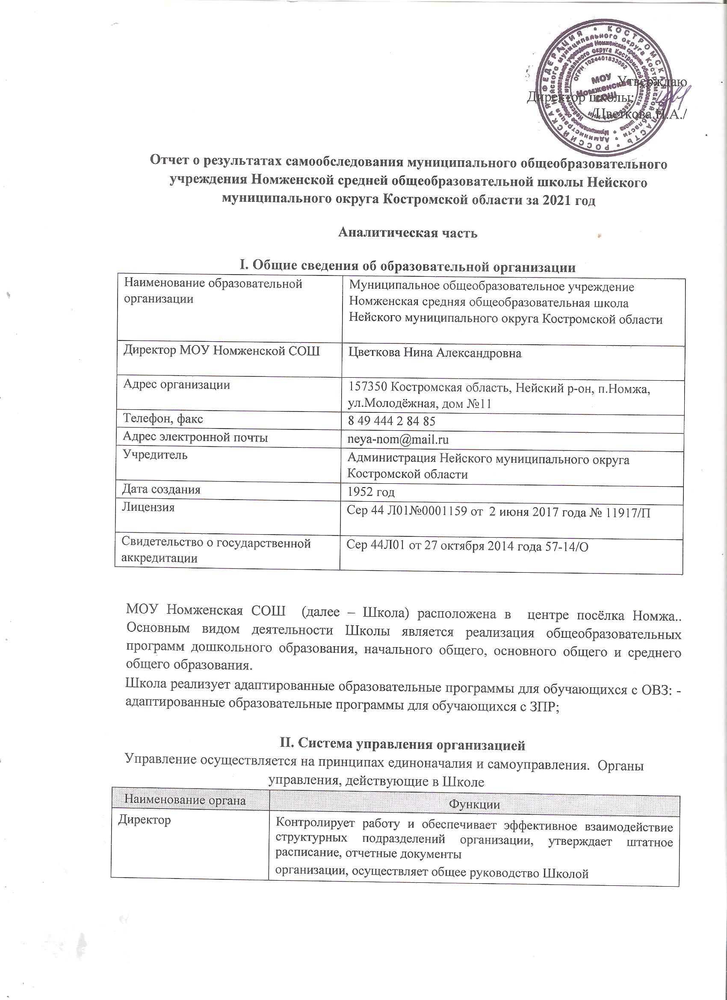 Утверждаю
Директор школы;
/Цветкова Н.А./
РОССИЙСКАЯ ФЕДЕРАЦИЯ • КОСТРОМСКАЯ ОБЛАСТЬ •
Администрация Нейского муниципального округа Костромской области •
ОГРН 1024401833092
МОУ
Номженская
СОШ
Отчет о результатах самообследования муниципального общеобразовательного
учреждения Номженской средней общеобразовательной школы Нейского
муниципального округа Костромской области за 2021 год
Аналитическая часть
I. Общие сведения об образовательной организации
Наименование образовательной
организации
Муниципальное общеобразовательное учреждение
Номженская средняя общеобразовательная школа
Нейского муниципального округа Костромской области
Директор МОУ Номженской СОШ
Цветкова Нина Александровна
Адрес организации
157350 Костромская область, Нейский р-он, п.Номжа,
ул.Молодёжная, дом №11
Телефон, факс
8 49 444 2 84 85
Адрес электронной почты
neya-nom@mail.ru
Учредитель
Администрация Нейского муниципального округа
Костромской области
Дата создания
1952 год
Лицензия
Сер 44 Л01№0001159 от 2 июня 2017 года № 11917/П
Свидетельство о государственной
аккредитации
Сер 44Л01 от 27 октября 2014 года 57-14/О
МОУ Номженская СОШ (далее – Школа) расположена в центре посёлка Номжа..
Основным видом деятельности Школы является реализация общеобразовательных
программ дошкольного образования, начального общего, основного общего и среднего
общего образования.
Школа реализует адаптированные образовательные программы для обучающихся с ОВЗ: -
адаптированные образовательные программы для обучающихся с ЗПР;
II. Система управления организацией
Управление осуществляется на принципах единоначалия и самоуправления. Органы
управления, действующие в Школе
Наименование органа
Функции
Директор
Контролирует работу и обеспечивает эффективное взаимодействие
структурных подразделений организации, утверждает штатное
расписание, отчетные документы
организации, осуществляет общее руководство Школой